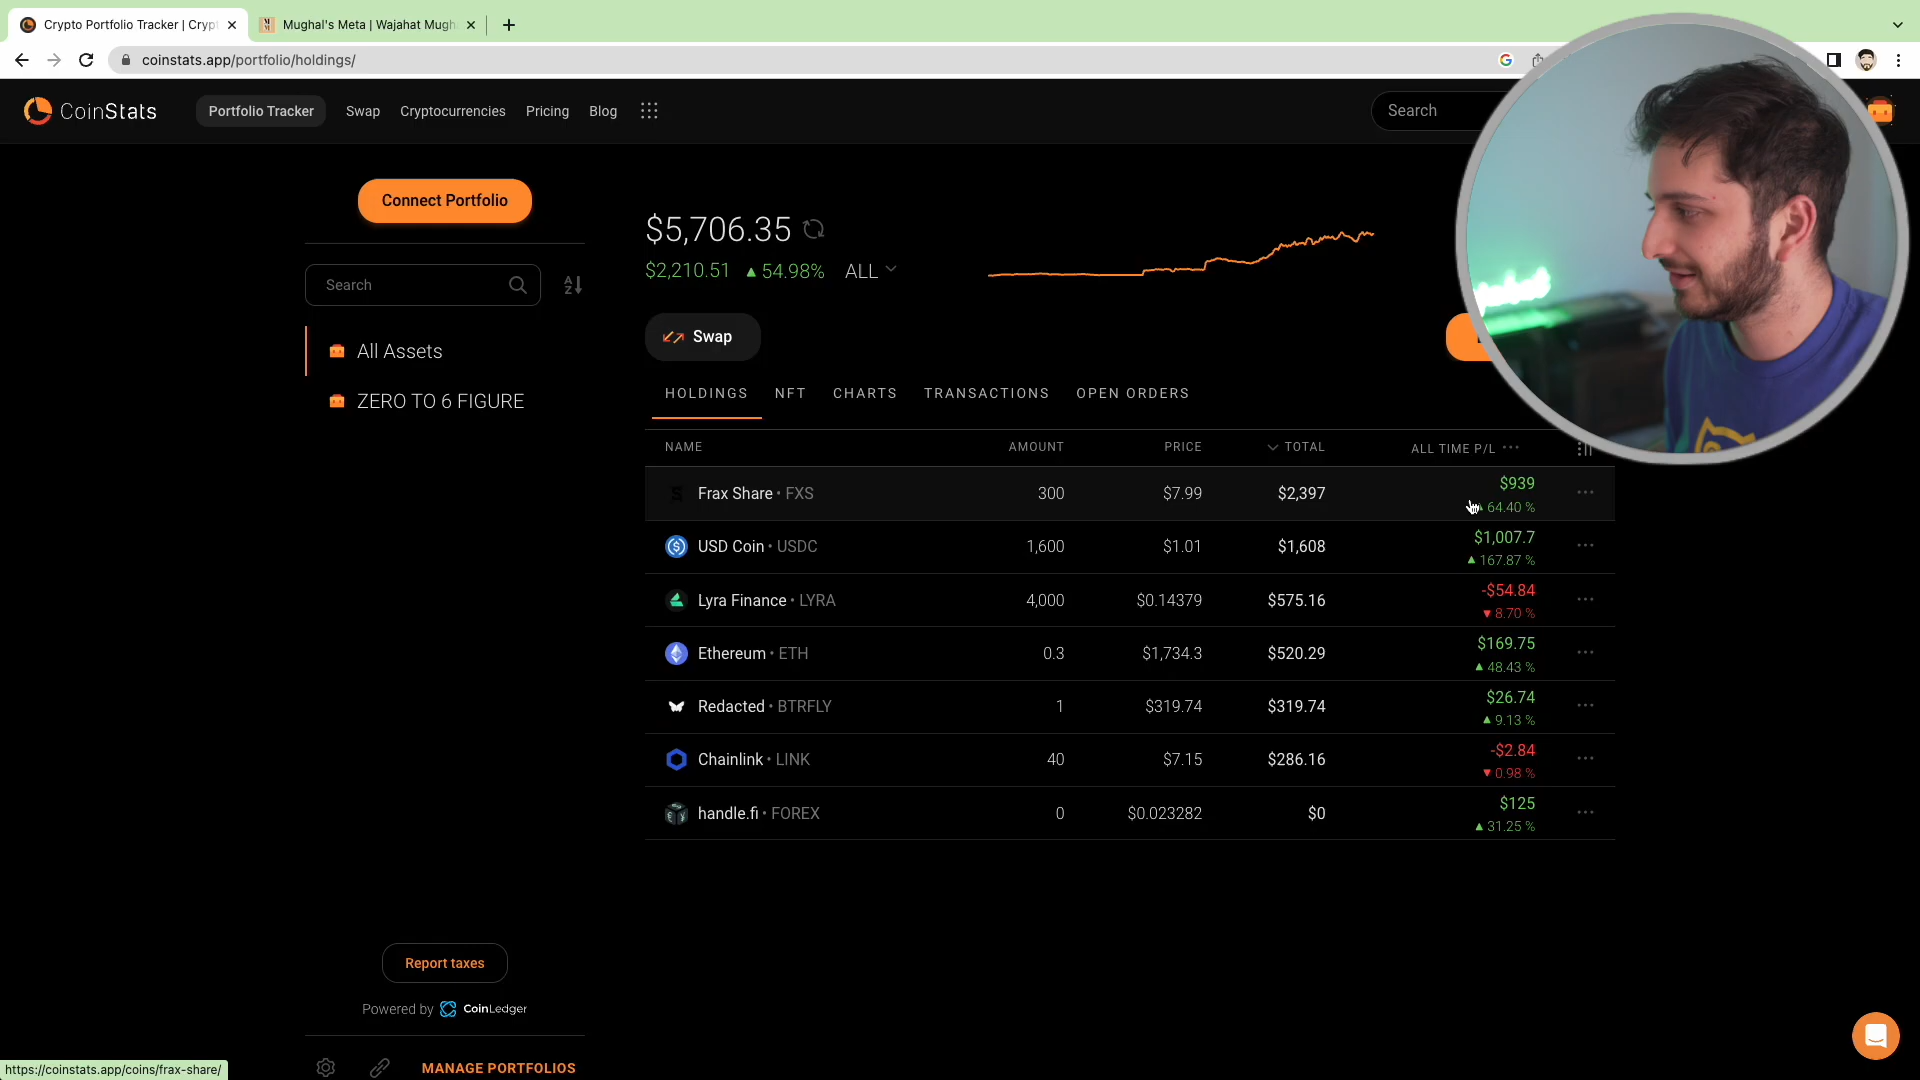 Crypto Portfolio Tracker | Crypt
Mughal's Meta | Wajahat Mugh
coinstats.app/portfolio/holdings/
CoinStats
Portfolio Tracker
Swap
Cryptocurrencies
Pricing
Blog
Search
Connect Portfolio
Search
All Assets
ZERO TO 6 FIGURE
$5,706.35
$2,210.51 ▲ 54.98% ALL
Swap
HOLDINGS NFT CHARTS TRANSACTIONS OPEN ORDERS
NAME AMOUNT PRICE TOTAL ALL TIME P/L
Frax Share • FXS 300 $7.99 $2,397 $939
64.40 %
USD Coin • USDC 1,600 $1.01 $1,608 $1,007.7
▲ 167.87 %
Lyra Finance • LYRA 4,000 $0.14379 $575.16 -$54.84
▼ 8.70 %
Ethereum • ETH 0.3 $1,734.3 $520.29 $169.75
▲ 48.43 %
Redacted • BTRFLY 1 $319.74 $319.74 $26.74
▲ 9.13 %
Chainlink • LINK 40 $7.15 $286.16 -$2.84
▼ 0.98 %
handle.fi • FOREX 0 $0.023282 $0 $125
▲ 31.25 %
Report taxes
Powered by CoinLedger
MANAGE PORTFOLIOS
https://coinstats.app/coins/frax-share/